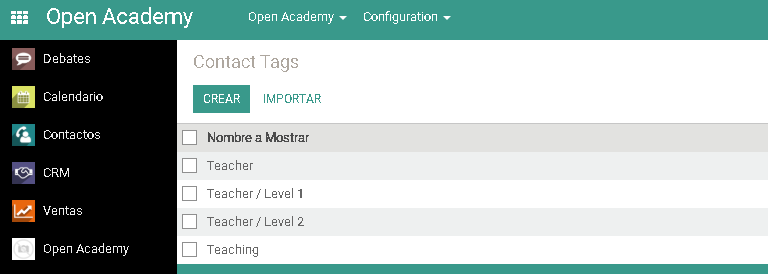 Open Academy Open Academy Configuration
Debates
Calendario
Contactos
CRM
Ventas
Open Academy
Contact Tags
CREAR IMPORTAR
Nombre a Mostrar
Teacher
Teacher / Level 1
Teacher / Level 2
Teaching